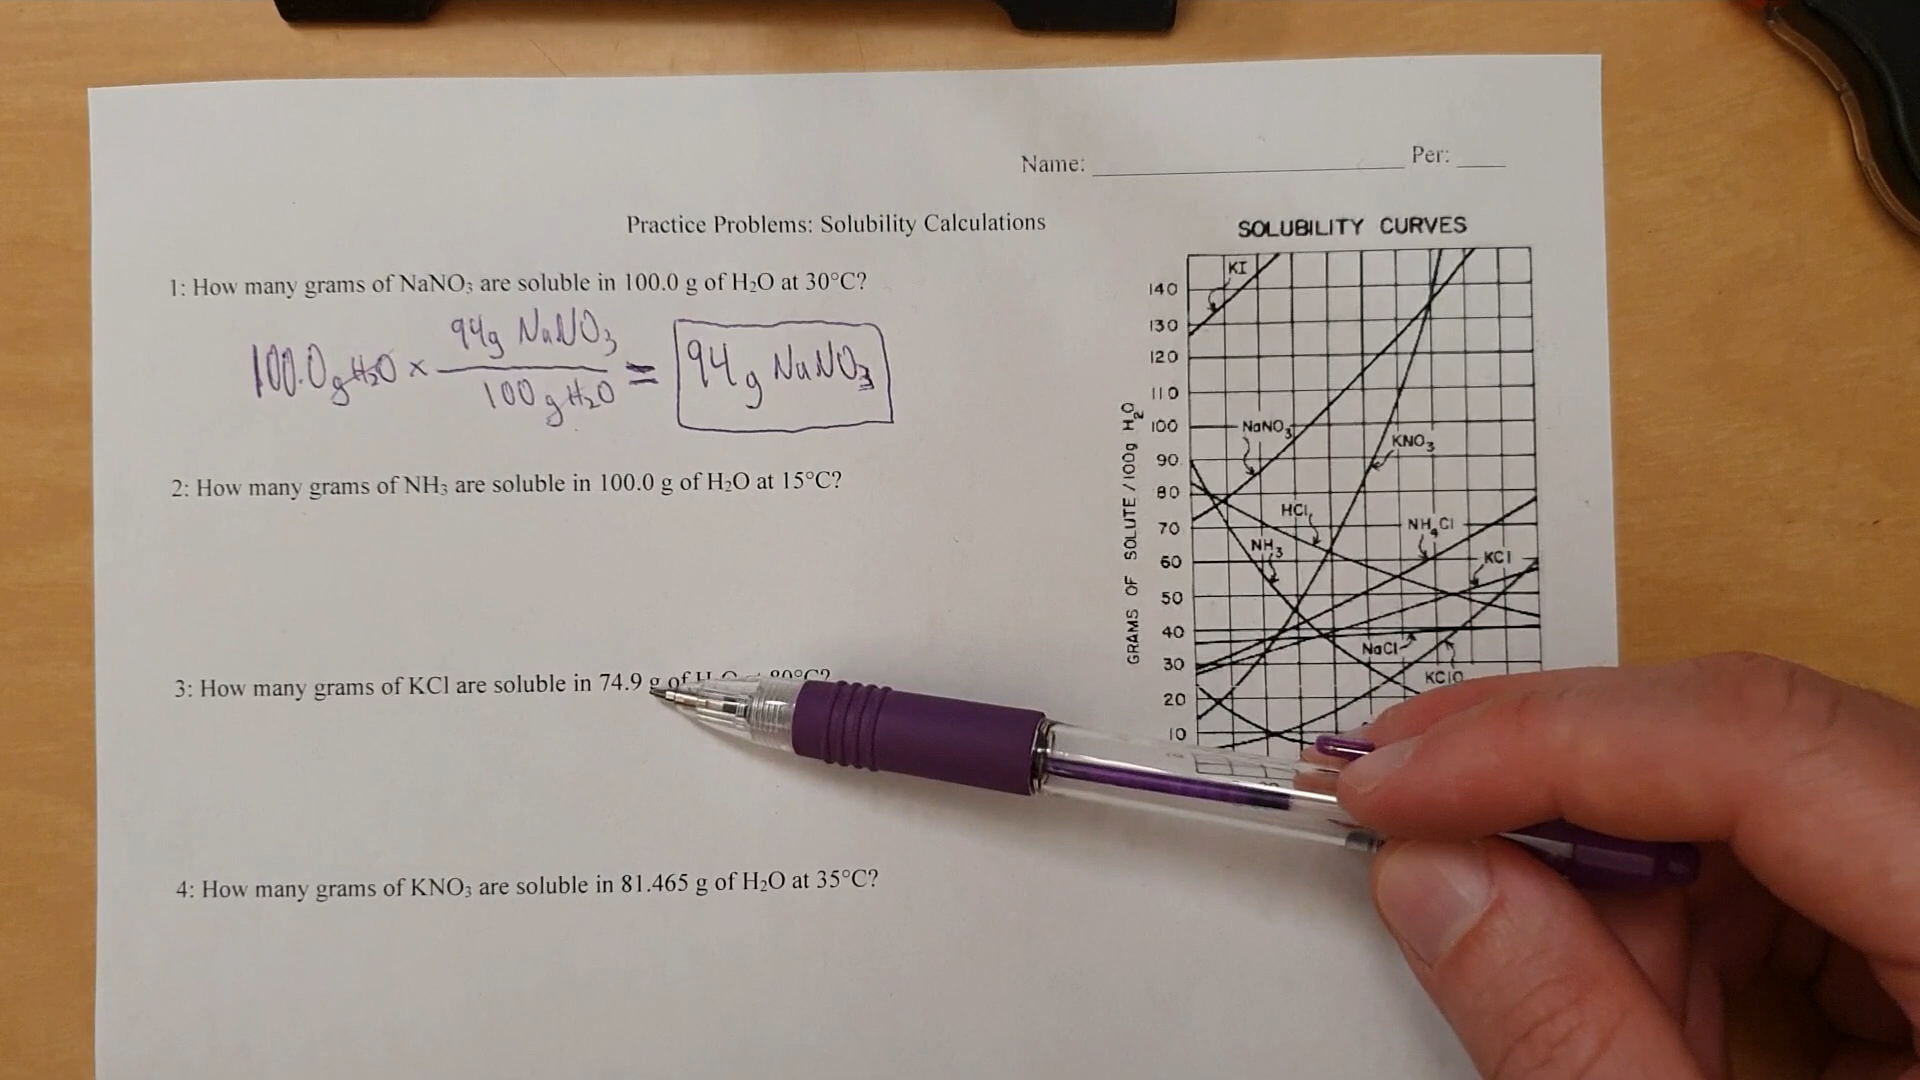 Name: ____ Per: ____
Practice Problems: Solubility Calculations
1: How many grams of NaNO₃ are soluble in 100.0 g of H₂O at 30°C?
100.0 g H₂O × 94g NaNO₃ / 100 g H₂O = 94 g NaNO₃
2: How many grams of NH₃ are soluble in 100.0 g of H₂O at 15°C?
3: How many grams of KCl are soluble in 74.9 g of
4: How many grams of KNO₃ are soluble in 81.465 g of H₂O at 35°C?
SOLUBILITY CURVES
GRAMS OF SOLUTE / 100g H₂O
140
130
120
110
100
90
80
70
60
50
40
30
20
10
KI
NaNO₃
KNO₃
HCl
NH₄Cl
NH₃
KCl
NaCl